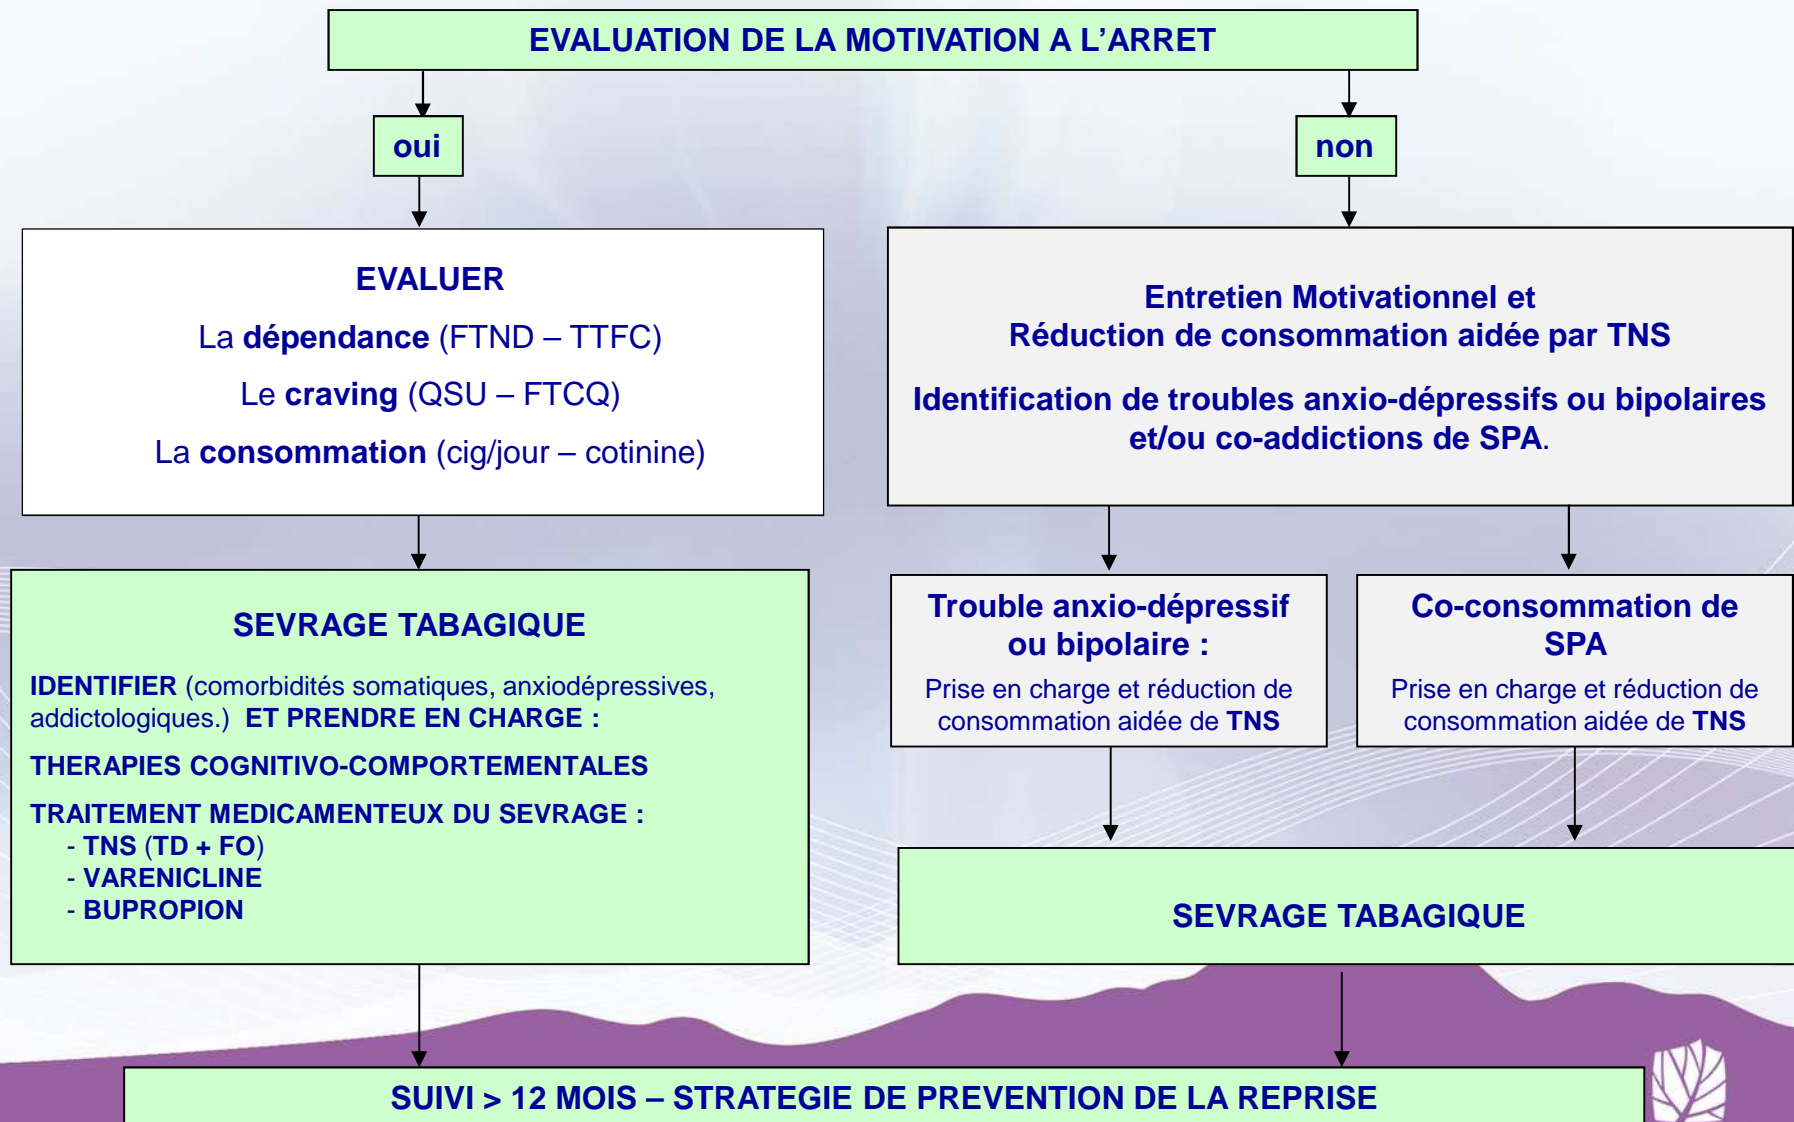 EVALUATION DE LA MOTIVATION A L’ARRET
oui
non
EVALUER
La dépendance (FTND – TTFC)
Le craving (QSU – FTCQ)
La consommation (cig/jour – cotinine)
Entretien Motivationnel et
Réduction de consommation aidée par TNS
Identification de troubles anxio-dépressifs ou bipolaires
et/ou co-addictions de SPA.
SEVRAGE TABAGIQUE
IDENTIFIER (comorbidités somatiques, anxiodépressives,
addictologiques.) ET PRENDRE EN CHARGE :
THERAPIES COGNITIVO-COMPORTEMENTALES
TRAITEMENT MEDICAMENTEUX DU SEVRAGE :
- TNS (TD + FO)
- VARENICLINE
- BUPROPION
Trouble anxio-dépressif
ou bipolaire :
Prise en charge et réduction de
consommation aidée de TNS
Co-consommation de
SPA
Prise en charge et réduction de
consommation aidée de TNS
SEVRAGE TABAGIQUE
SUIVI > 12 MOIS – STRATEGIE DE PREVENTION DE LA REPRISE